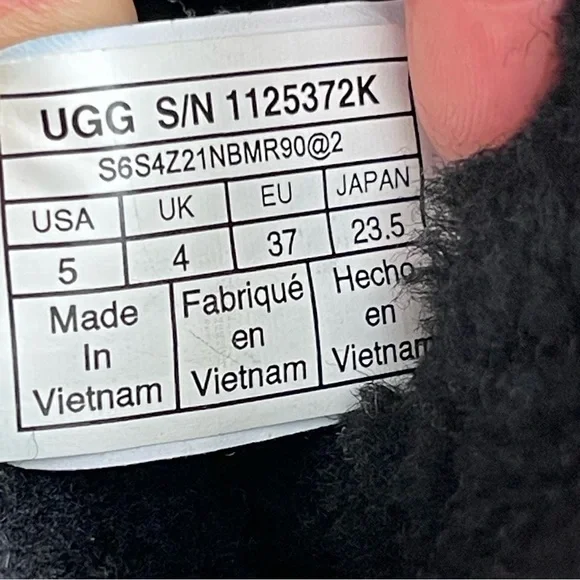 UGG S/N 1125372K
S6S4Z21NBMR90@2
USA UK EU JAPAN
5 4 37 23.5
Made Fabriqué Hecho
In en en
Vietnam Vietnam Vietnam